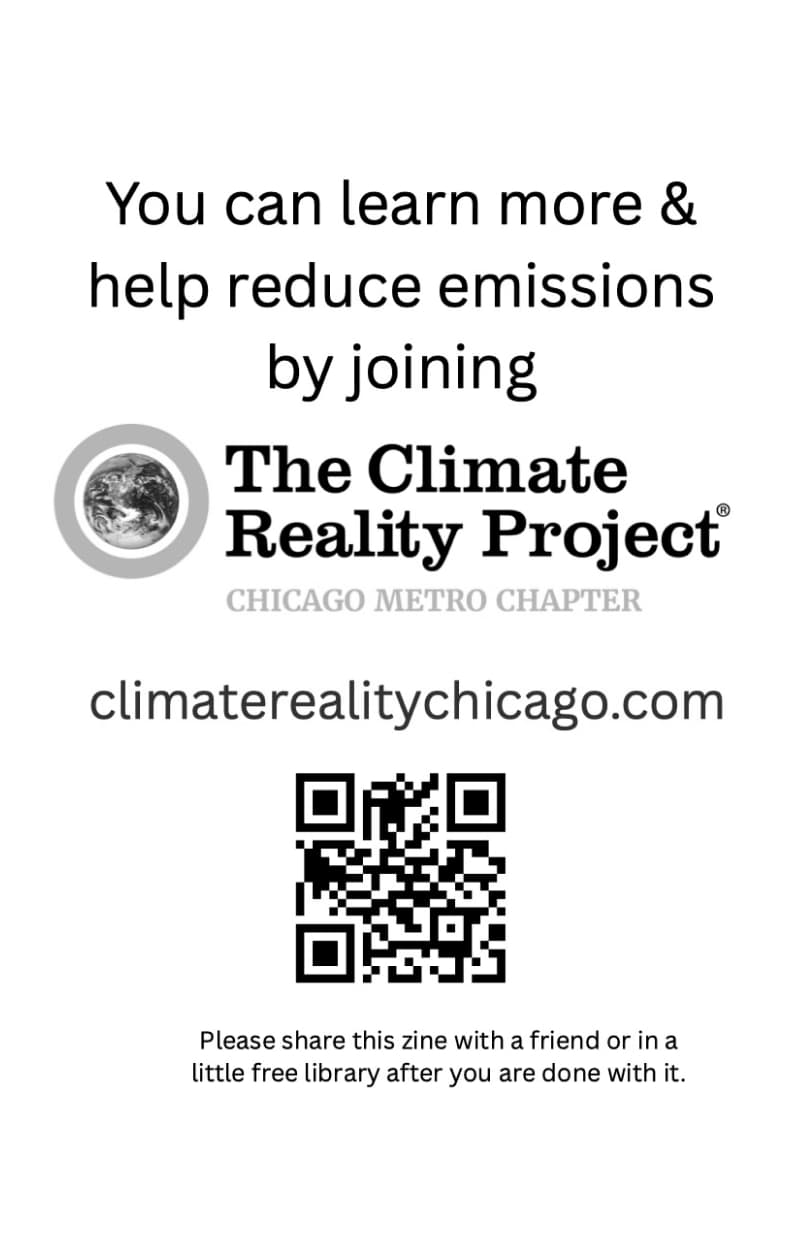 You can learn more &
help reduce emissions
by joining
The Climate
Reality Project®
CHICAGO METRO CHAPTER
climaterealitychicago.com
Please share this zine with a friend or in a
little free library after you are done with it.